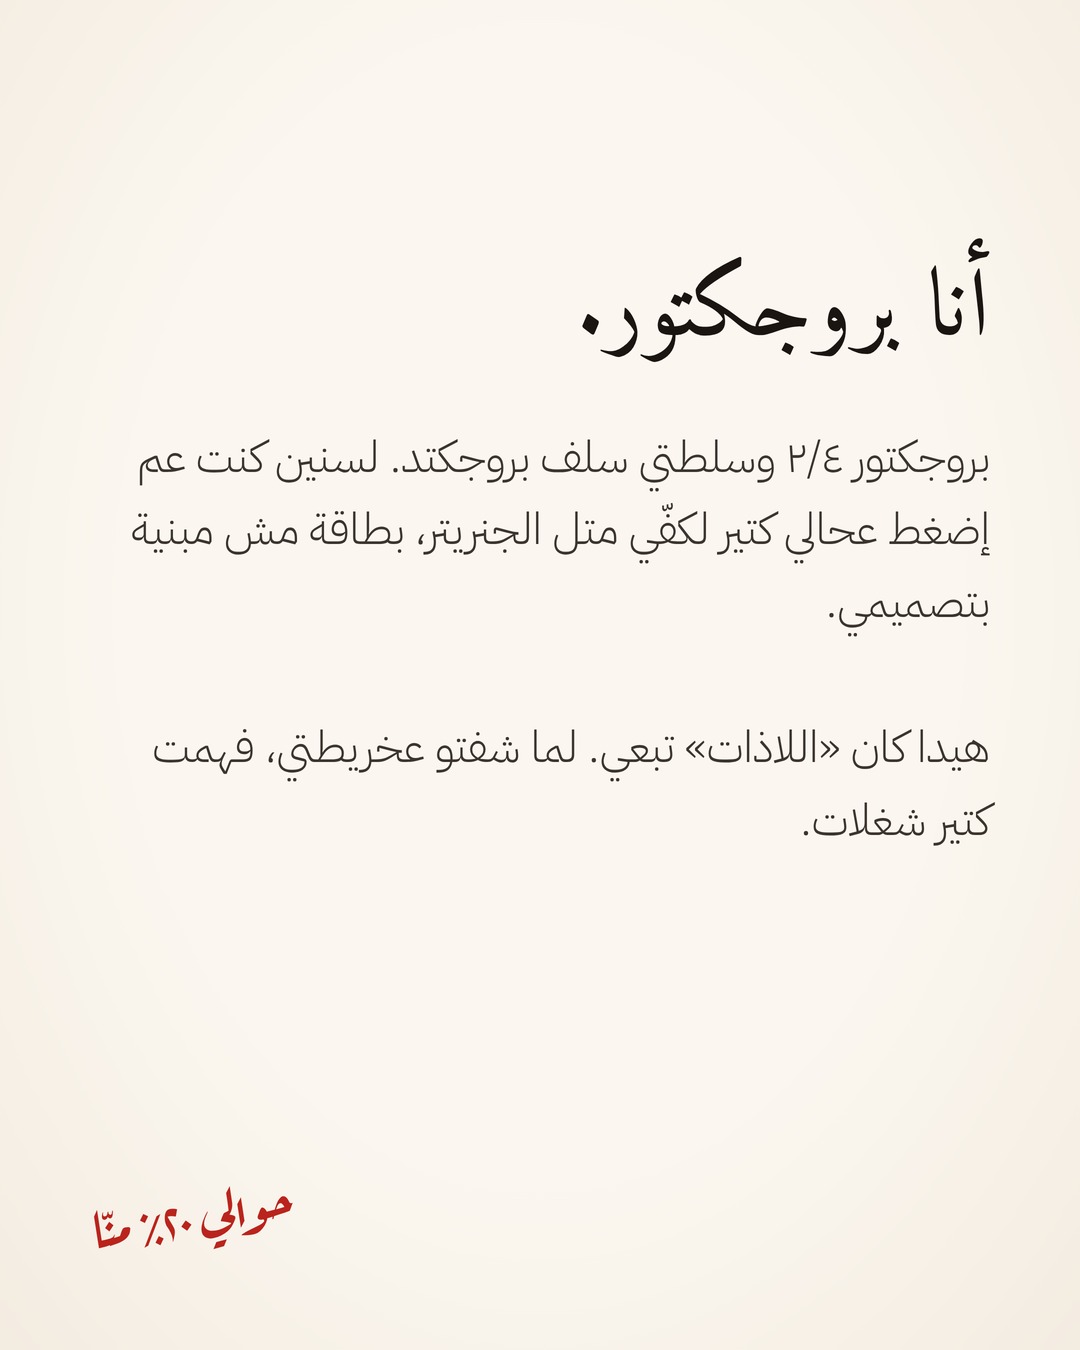 أنا بروجكتور.
بروجكتور ٢/٤ وسلطتي سلف بروجكتد. لسنين كنت عم
إضغط عحالي كتير لكفّي متل الجنريتر، بطاقة مش مبنية
بتصميمي.
هيدا كان «اللاذات» تبعي. لما شفتو عخريطتي، فهمت
كتير شغلات.
حوالي ٢٠٪ منّا